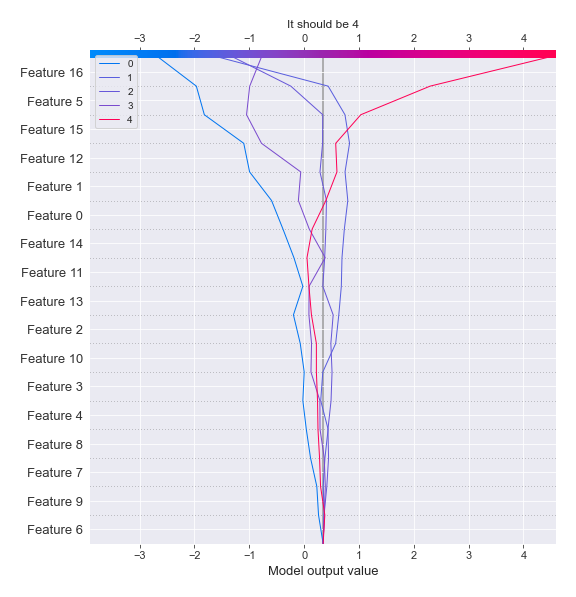 It should be 4
−3 −2 −1 0 1 2 3 4
0
1
2
3
4
Feature 16
Feature 5
Feature 15
Feature 12
Feature 1
Feature 0
Feature 14
Feature 11
Feature 13
Feature 2
Feature 10
Feature 3
Feature 4
Feature 8
Feature 7
Feature 9
Feature 6
−3 −2 −1 0 1 2 3 4
Model output value